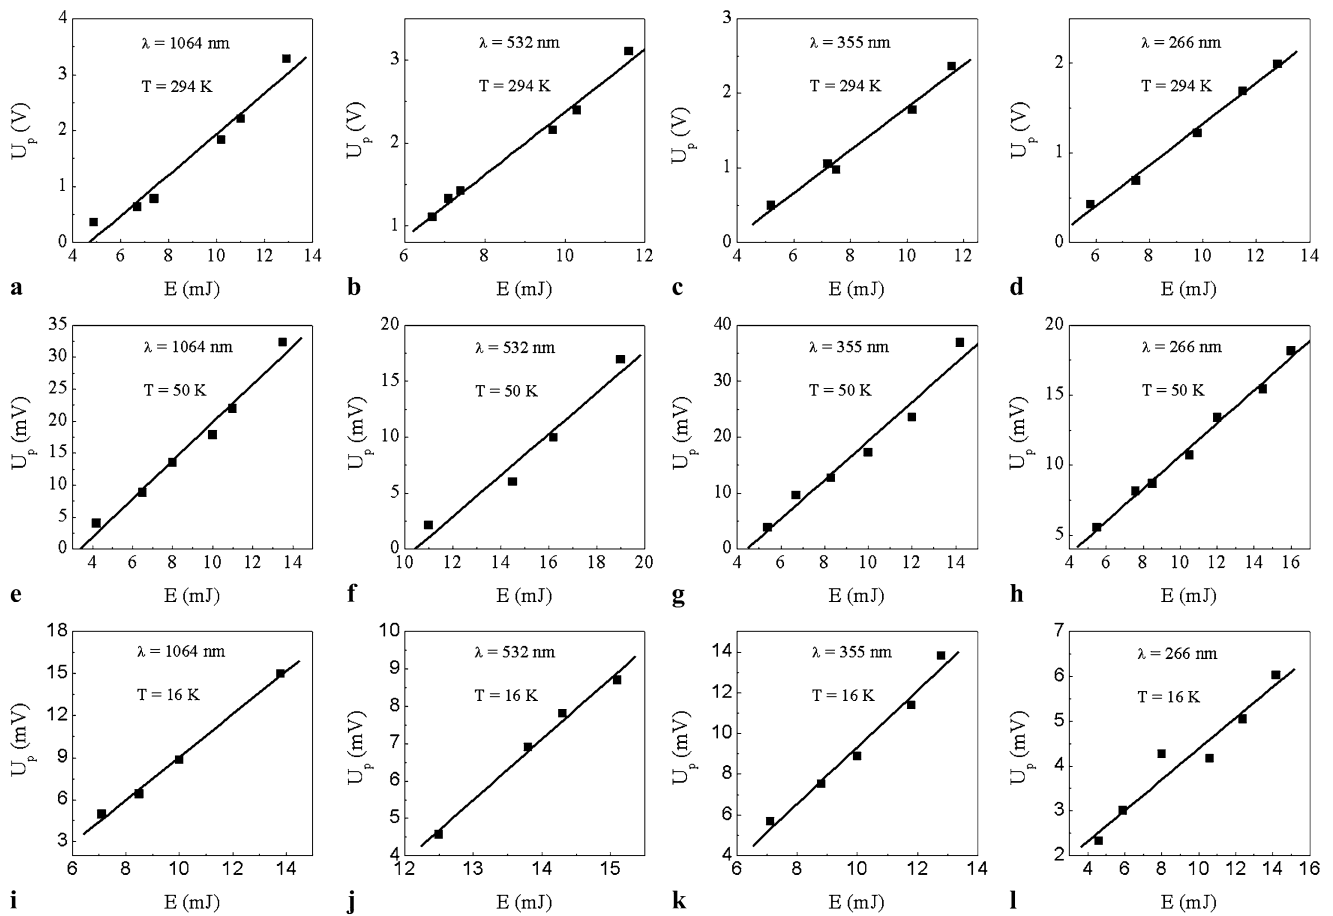 4
3
2
1
0
λ = 1064 nm
T = 294 K
U_p (V)
4 6 8 10 12 14
a E (mJ)
3
2
1
λ = 532 nm
T = 294 K
U_p (V)
6 8 10 12
b E (mJ)
3
2
1
0
λ = 355 nm
T = 294 K
U_p (V)
4 6 8 10 12
c E (mJ)
2
1
0
λ = 266 nm
T = 294 K
U_p (V)
6 8 10 12 14
d E (mJ)
35
30
25
20
15
10
5
0
λ = 1064 nm
T = 50 K
U_p (mV)
4 6 8 10 12 14
e E (mJ)
20
15
10
5
0
λ = 532 nm
T = 50 K
U_p (mV)
10 12 14 16 18 20
f E (mJ)
40
30
20
10
0
λ = 355 nm
T = 50 K
U_p (mV)
4 6 8 10 12 14
g E (mJ)
20
15
10
5
λ = 266 nm
T = 50 K
U_p (mV)
4 6 8 10 12 14 16
h E (mJ)
18
15
12
9
6
3
λ = 1064 nm
T = 16 K
U_p (mV)
6 8 10 12 14
i E (mJ)
10
9
8
7
6
5
4
λ = 532 nm
T = 16 K
U_p (mV)
12 13 14 15
j E (mJ)
14
12
10
8
6
4
λ = 355 nm
T = 16 K
U_p (mV)
6 8 10 12 14
k E (mJ)
7
6
5
4
3
2
λ = 266 nm
T = 16 K
U_p (mV)
4 6 8 10 12 14 16
l E (mJ)